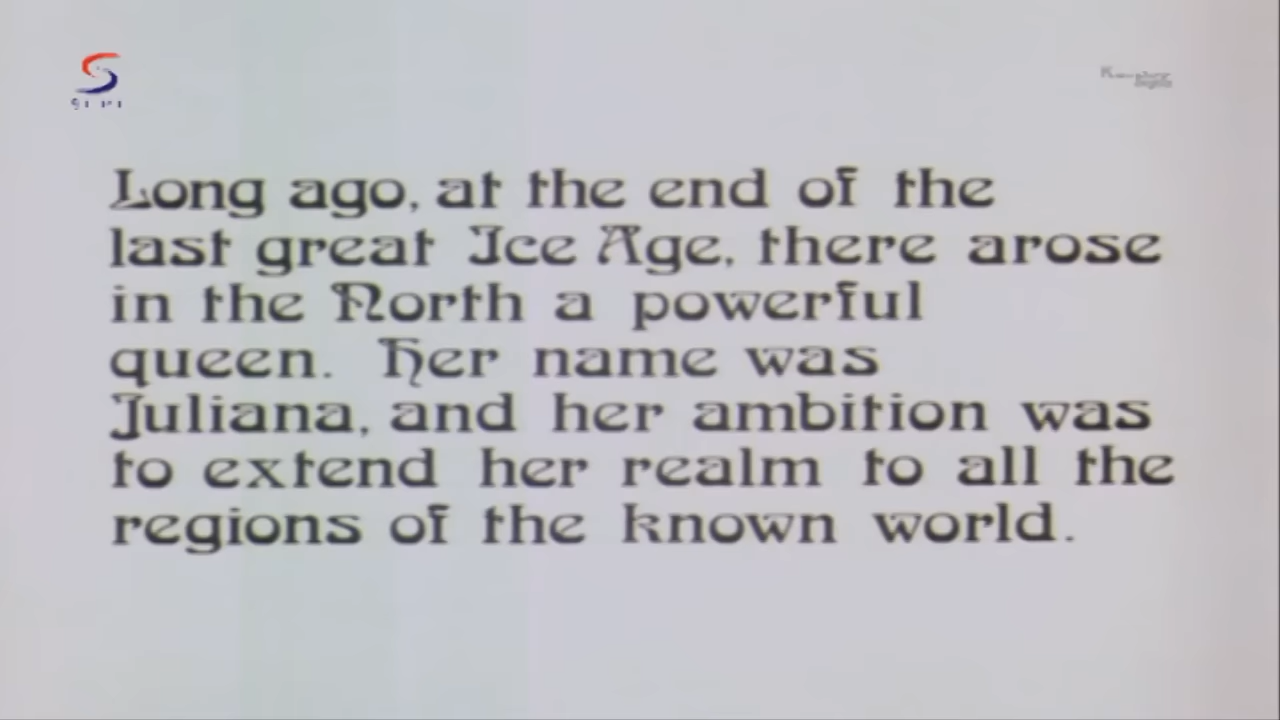 Long ago, at the end of the
last great Ice Age, there arose
in the North a powerful
queen. Her name was
Juliana, and her ambition was
to extend her realm to all the
regions of the known world.